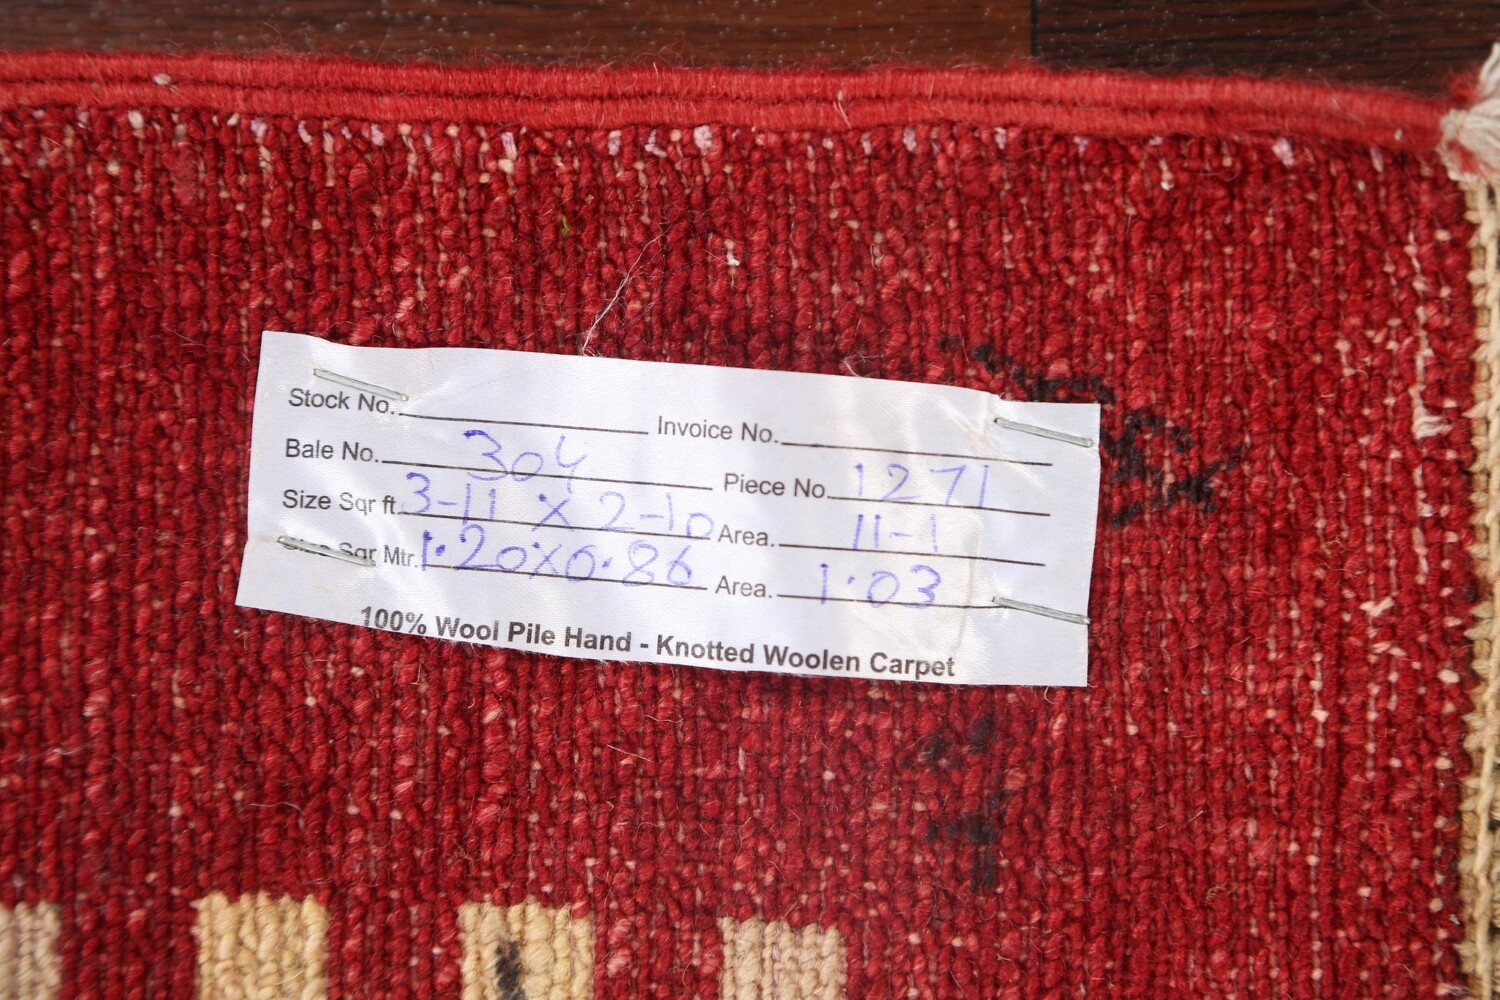 Stock No. Invoice No.
Bale No. 304 Piece No. 1271
Size Sqr ft. 3-11 X 2-10 Area. 11-1
Size Sqr Mtr. 1.20X0.86 Area. 1.03
100% Wool Pile Hand - Knotted Woolen Carpet